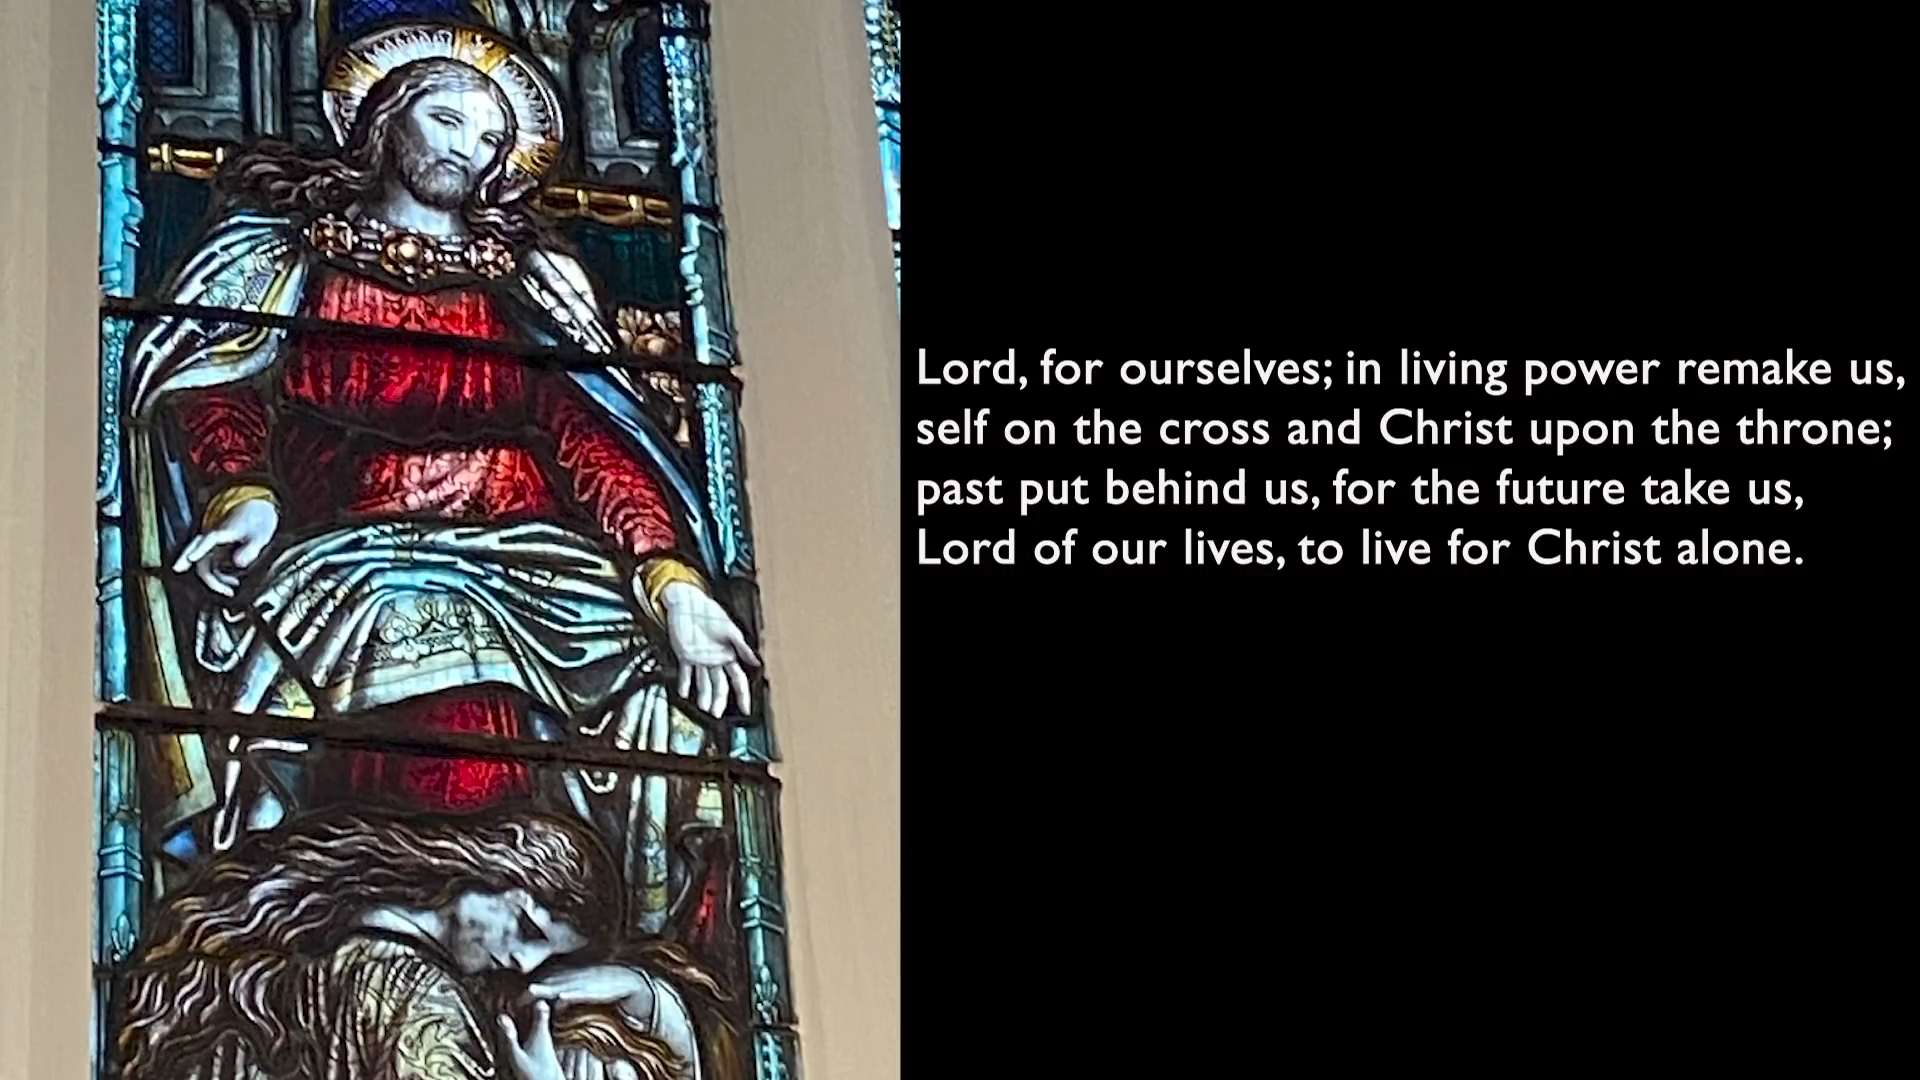 Lord, for ourselves; in living power remake us,
self on the cross and Christ upon the throne;
past put behind us, for the future take us,
Lord of our lives, to live for Christ alone.